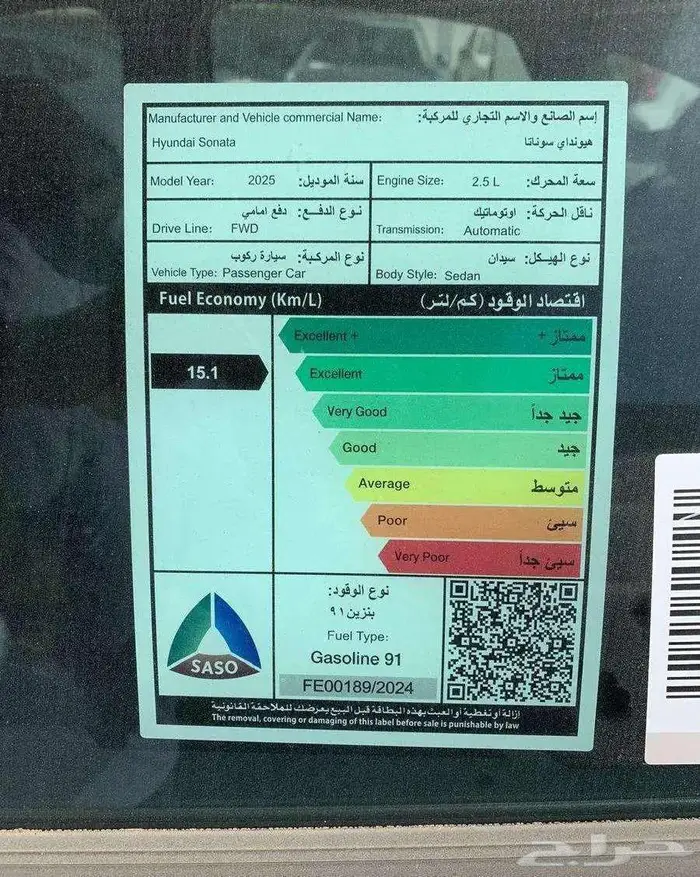 Manufacturer and Vehicle commercial Name: إسم الصانع والاسم التجاري للمركبة:
Hyundai Sonata هيونداي سوناتا
Model Year: 2025 سنة الموديل: Engine Size: 2.5 L سعة المحرك:
نوع الدفع: دفع امامي ناقل الحركة: اوتوماتيك
Drive Line: FWD Transmission: Automatic
نوع المركبة: سيارة ركوب نوع الهيكل: سيدان
Vehicle Type: Passenger Car Body Style: Sedan
Fuel Economy (Km/L) اقتصاد الوقود (كم/لتر)
Excellent + ممتاز +
15.1 Excellent ممتاز
Very Good جيد جداً
Good جيد
Average متوسط
Poor سيئ
Very Poor سيئ جداً
نوع الوقود:
بنزين ٩١
Fuel Type:
Gasoline 91
SASO
FE00189/2024
إزالة أو تغطية أو العبث بهذه البطاقة قبل البيع يعرضك للملاحقة القانونية
The removal, covering or damaging of this label before sale is punishable by law
حراج